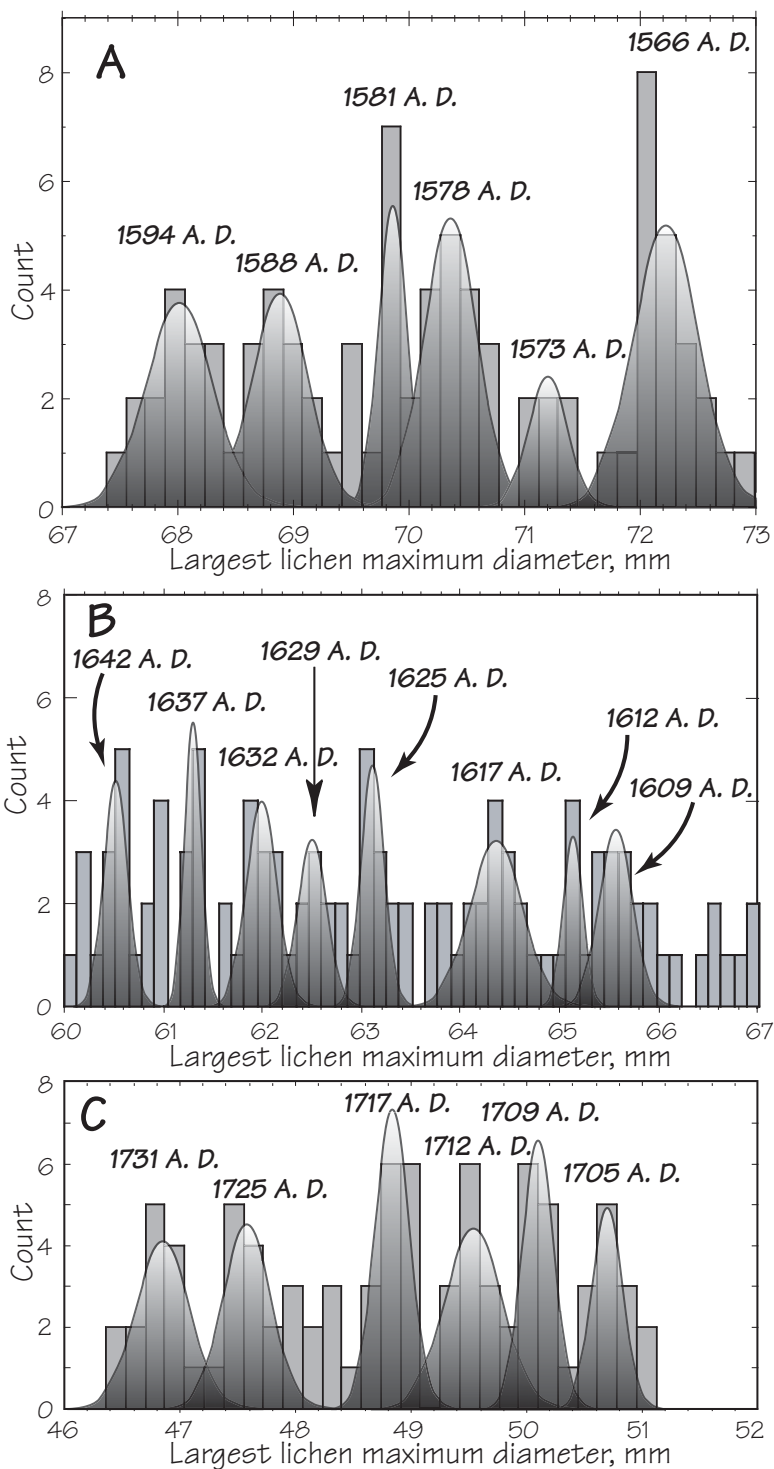 A
1566 A. D.
1581 A. D.
1578 A. D.
1594 A. D.
1588 A. D.
1573 A. D.
Count
8
6
4
2
0
67 68 69 70 71 72 73
Largest lichen maximum diameter, mm
B
1642 A. D.
1629 A. D.
1625 A. D.
1637 A. D.
1612 A. D.
1632 A. D.
1617 A. D.
1609 A. D.
Count
8
6
4
2
0
60 61 62 63 64 65 66 67
Largest lichen maximum diameter, mm
C
1717 A. D.
1709 A. D.
1712 A. D.
1731 A. D.
1705 A. D.
1725 A. D.
Count
8
6
4
2
0
46 47 48 49 50 51 52
Largest lichen maximum diameter, mm